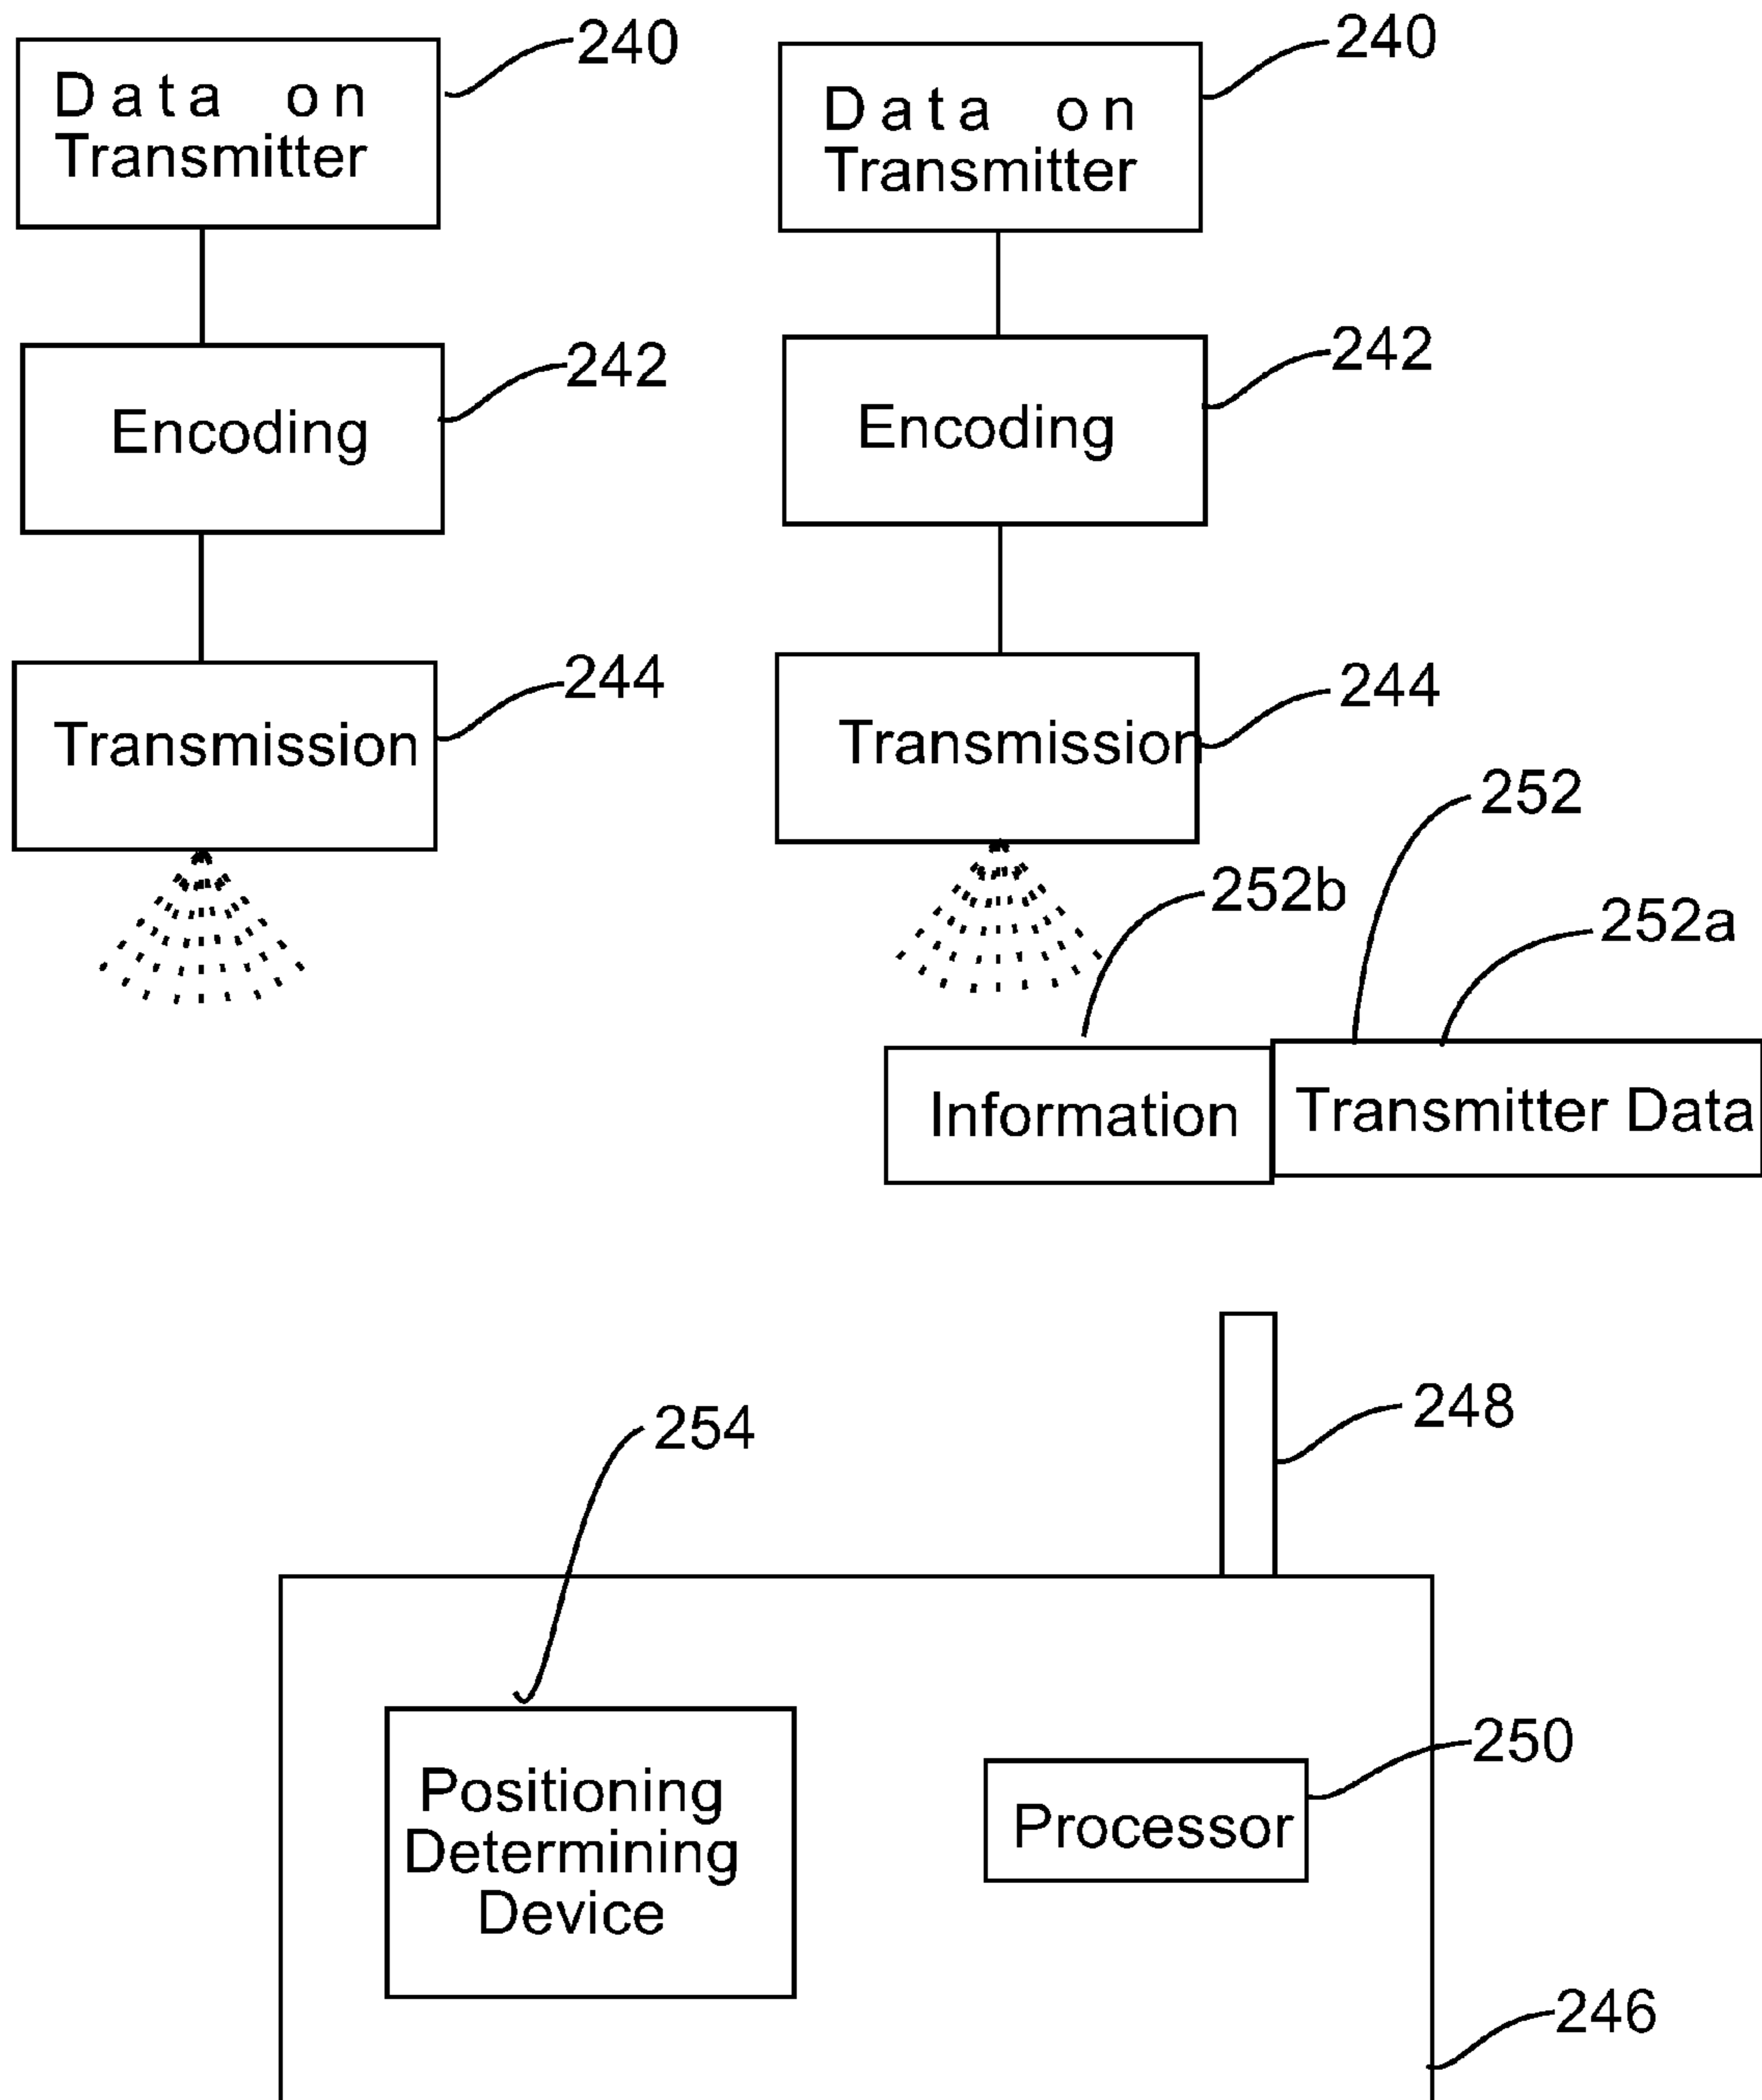 240
240
Data on
Transmitter
Data on
Transmitter
242
242
Encoding
Encoding
244
244
Transmission
Transmission
252
252b
252a
Information
Transmitter Data
248
254
250
Positioning
Determining
Device
Processor
246